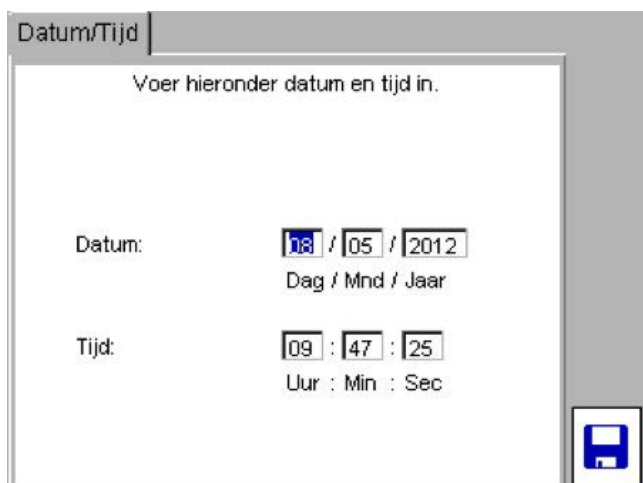 Datum/Tijd
Voer hieronder datum en tijd in.
Datum: 08 / 05 / 2012
Dag / Mnd / Jaar
Tijd: 09 : 47 : 25
Uur : Min : Sec